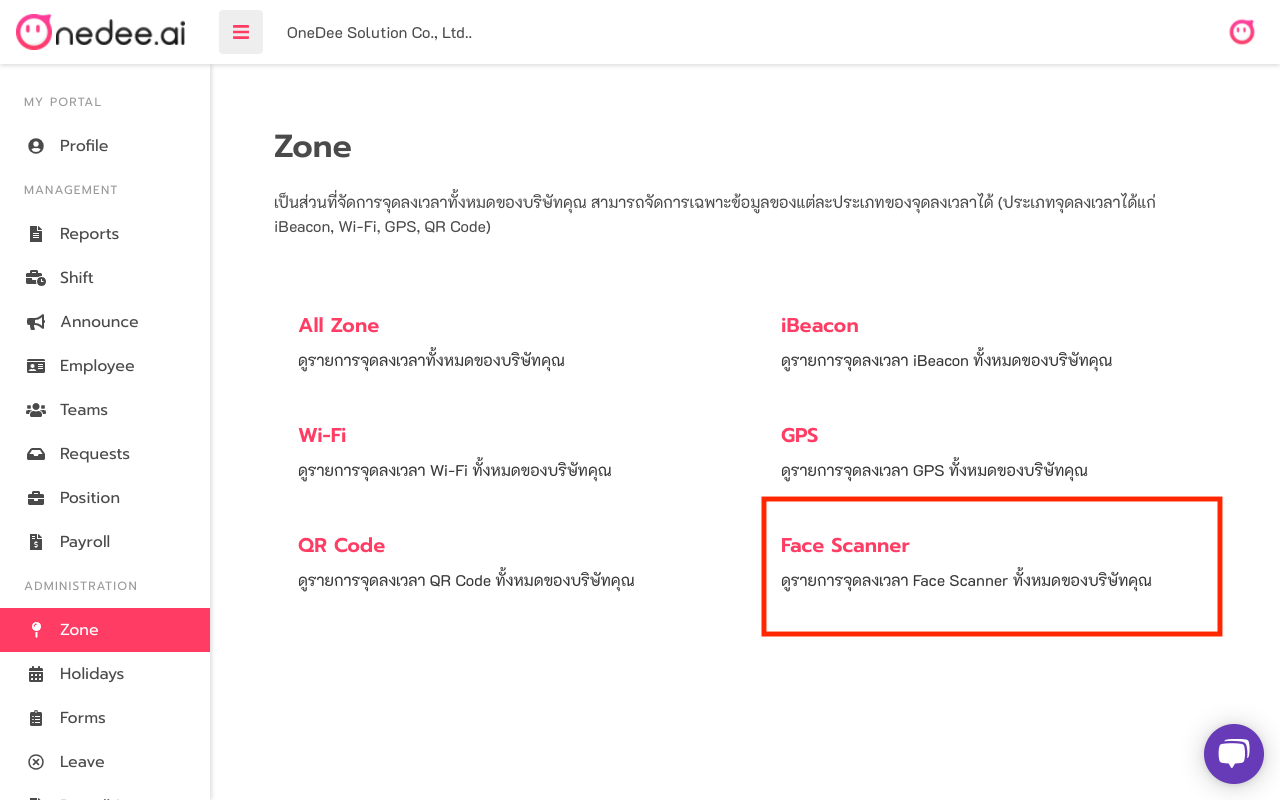 Onedee.ai
OneDee Solution Co., Ltd..
MY PORTAL
Profile
MANAGEMENT
Reports
Shift
Announce
Employee
Teams
Requests
Position
Payroll
ADMINISTRATION
Zone
Holidays
Forms
Leave
Zone
เป็นส่วนที่จัดการจุดลงเวลาทั้งหมดของบริษัทคุณ สามารถจัดการเฉพาะข้อมูลของแต่ละประเภทของจุดลงเวลาได้ (ประเภทจุดลงเวลาได้แก่
iBeacon, Wi-Fi, GPS, QR Code)
All Zone
ดูรายการจุดลงเวลาทั้งหมดของบริษัทคุณ
iBeacon
ดูรายการจุดลงเวลา iBeacon ทั้งหมดของบริษัทคุณ
Wi-Fi
ดูรายการจุดลงเวลา Wi-Fi ทั้งหมดของบริษัทคุณ
GPS
ดูรายการจุดลงเวลา GPS ทั้งหมดของบริษัทคุณ
QR Code
ดูรายการจุดลงเวลา QR Code ทั้งหมดของบริษัทคุณ
Face Scanner
ดูรายการจุดลงเวลา Face Scanner ทั้งหมดของบริษัทคุณ